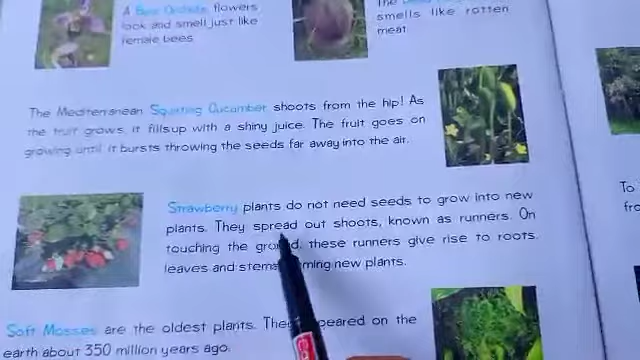 A Bee Orchids flowers
look and smell just like
female bees.
The
smells like rotten
meat.
The Mediterranean Squirting Cucumber shoots from the hip! As
the fruit grows, it fills up with a shiny juice. The fruit goes on
growing until it bursts throwing the seeds far away into the air.
To
fro
Strawberry plants do not need seeds to grow into new
plants. They spread out shoots, known as runners. On
touching the ground, these runners give rise to roots.
leaves and stems new plants.
Soft Mosses are the oldest plants. They appeared on the
earth about 350 million years ago.